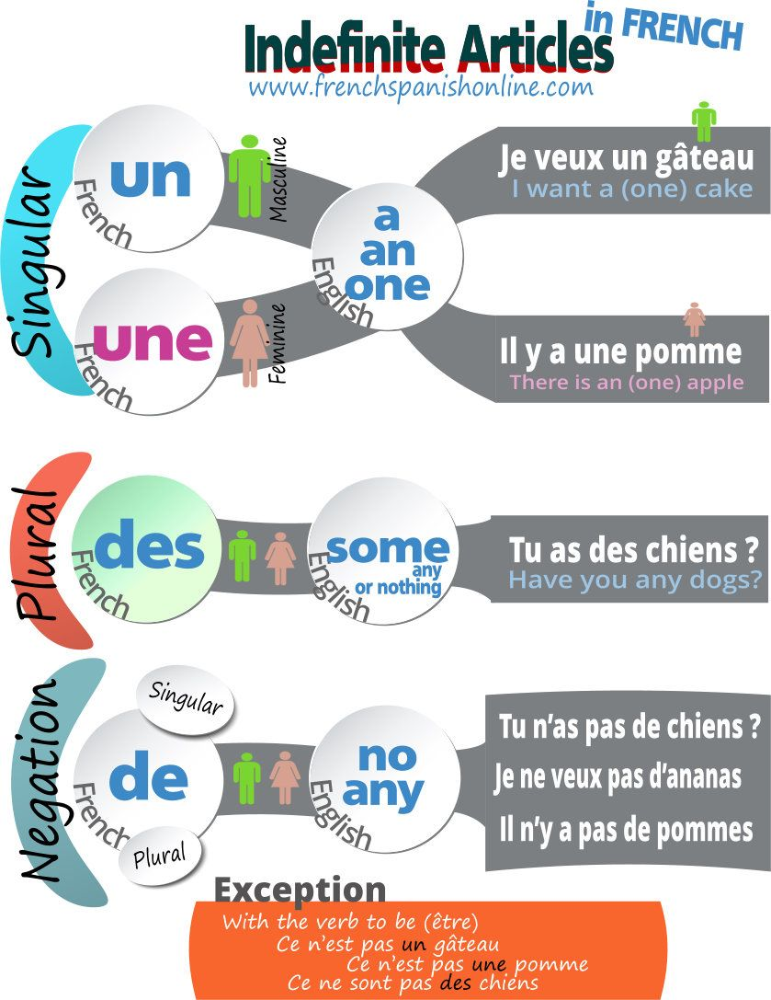 Indefinite Articles
in FRENCH
www.frenchspanishonline.com
Singular
un
French
Masculine
une
French
Feminine
a
an
one
English
Je veux un gâteau
I want a (one) cake
Il y a une pomme
There is an (one) apple
Plural
des
French
some
any
or nothing
English
Tu as des chiens ?
Have you any dogs?
Negation
Singular
de
French
Plural
no
any
English
Tu n’as pas de chiens ?
Je ne veux pas d’ananas
Il n’y a pas de pommes
Exception
With the verb to be (être)
Ce n’est pas un gâteau
Ce n’est pas une pomme
Ce ne sont pas des chiens